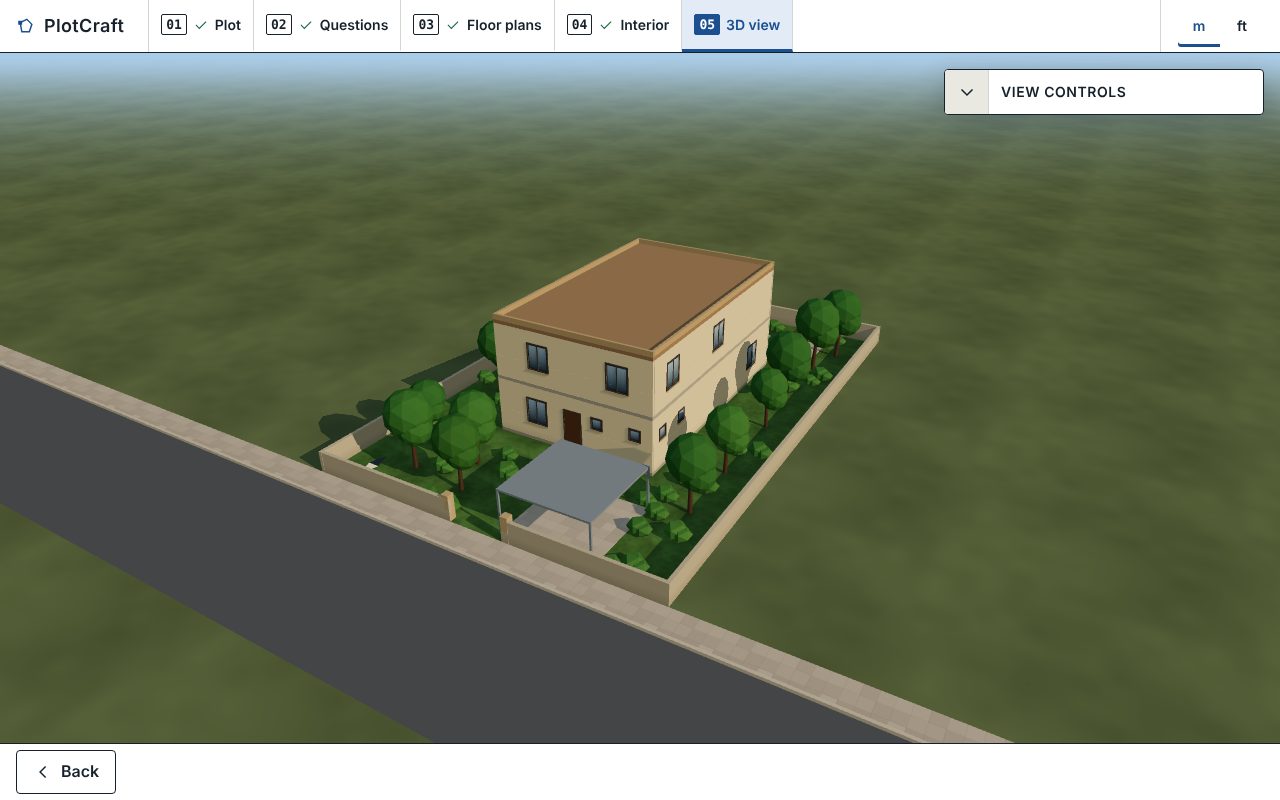 PlotCraft
01 Plot
02 Questions
03 Floor plans
04 Interior
05 3D view
m
ft
VIEW CONTROLS
Back